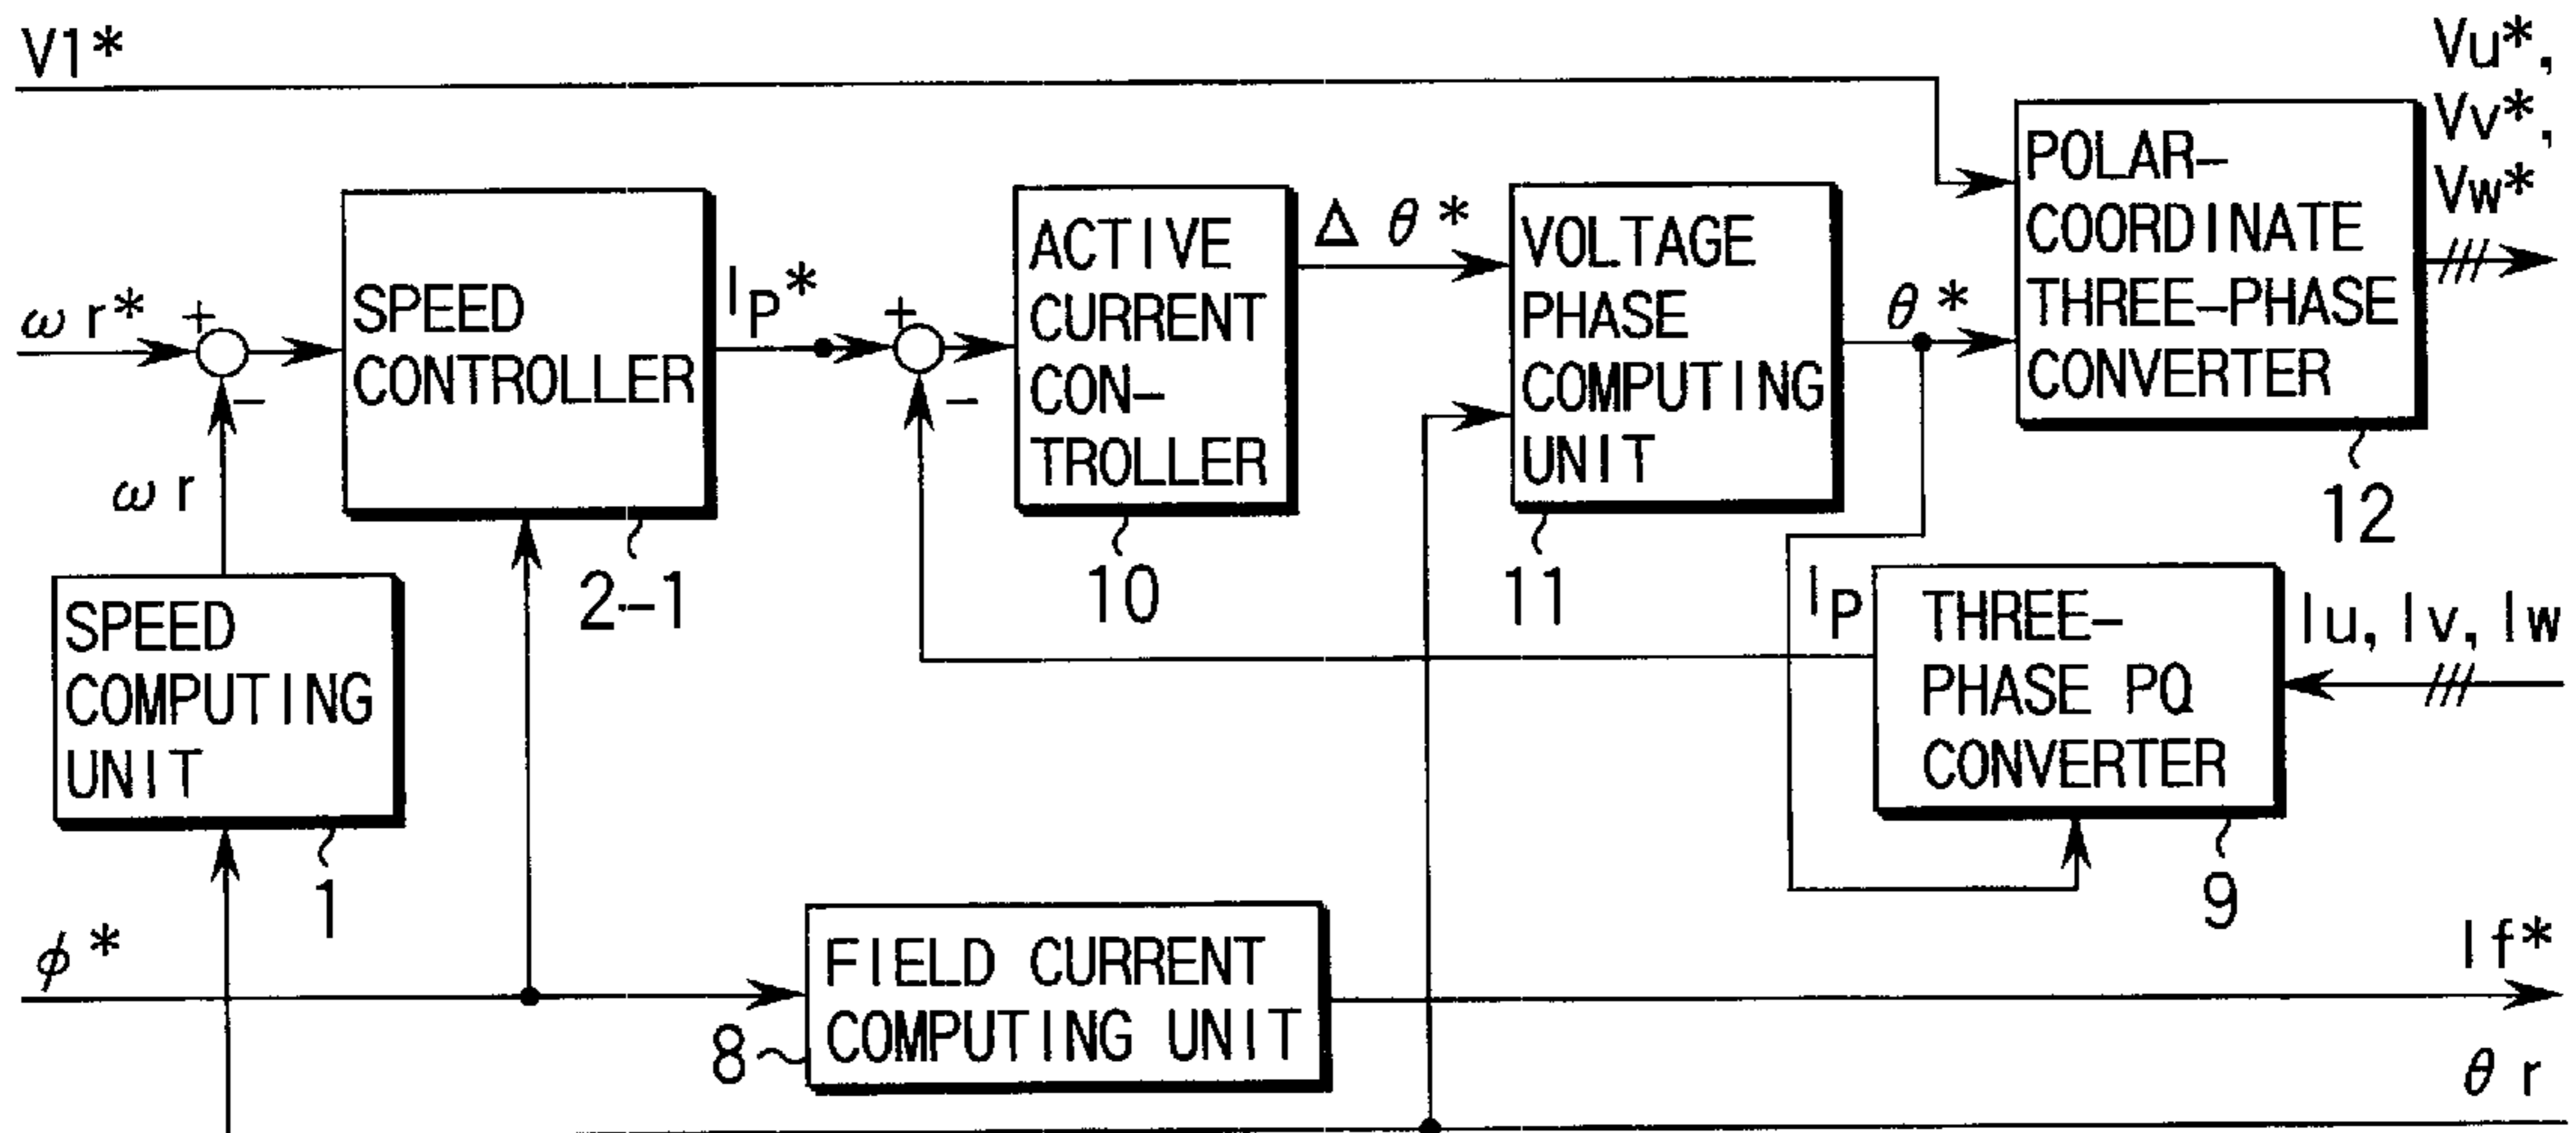 V1*
Vu*,
Vv*,
Vw*
POLAR-
COORDINATE
THREE-PHASE
CONVERTER
12
ωr*
+
−
SPEED
CONTROLLER
2-1
IP*
+
−
ACTIVE
CURRENT
CON-
TROLLER
10
Δθ*
VOLTAGE
PHASE
COMPUTING
UNIT
11
θ*
ωr
SPEED
COMPUTING
UNIT
1
IP
THREE-
PHASE PQ
CONVERTER
9
Iu, Iv, Iw
φ*
FIELD CURRENT
COMPUTING UNIT
8
If*
θr